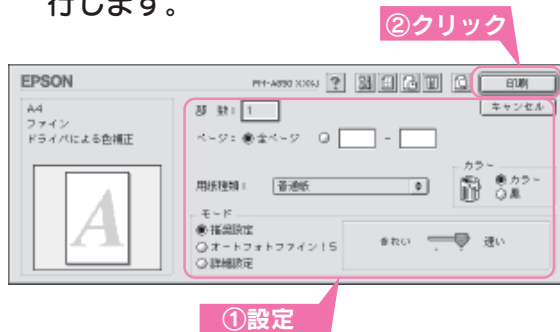 行します。
②クリック
EPSON
PM-A890 XXXJ ?
印刷
A4
ファイン
ドライバによる色補正
部 数: 1
キャンセル
ページ: 全ページ -
カラー
用紙種類: 普通紙
カラー
黒
モード
推奨設定
オートフォトファイン!5
きれい 速い
詳細設定
A
①設定